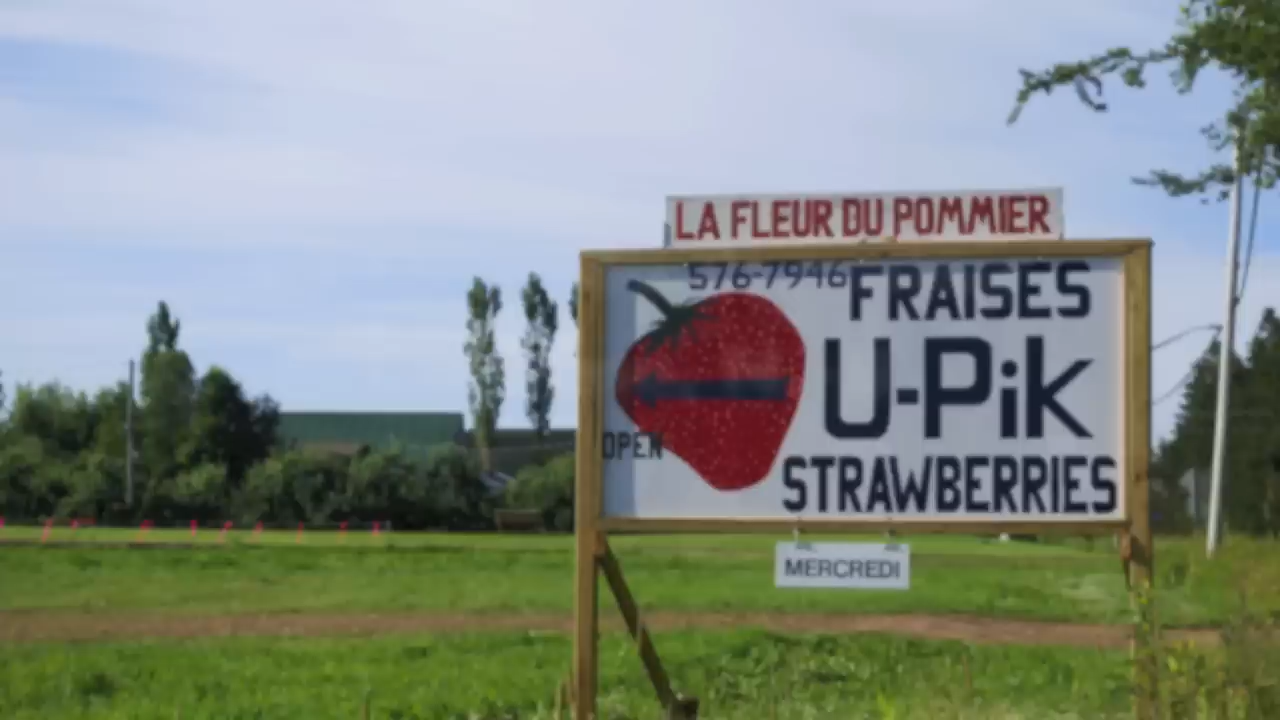 LA FLEUR DU POMMIER
576-7946
FRAISES
U-Pik
OPEN
STRAWBERRIES
MERCREDI